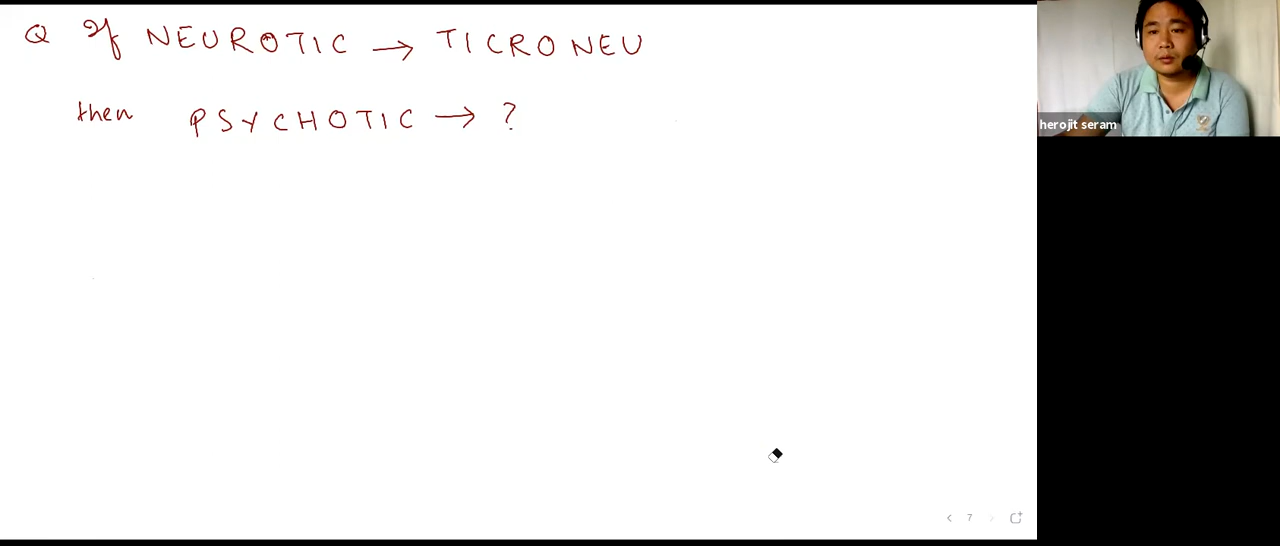 Q If NEUROTIC → TICRONEU
then PSYCHOTIC → ?
herojit seram
7